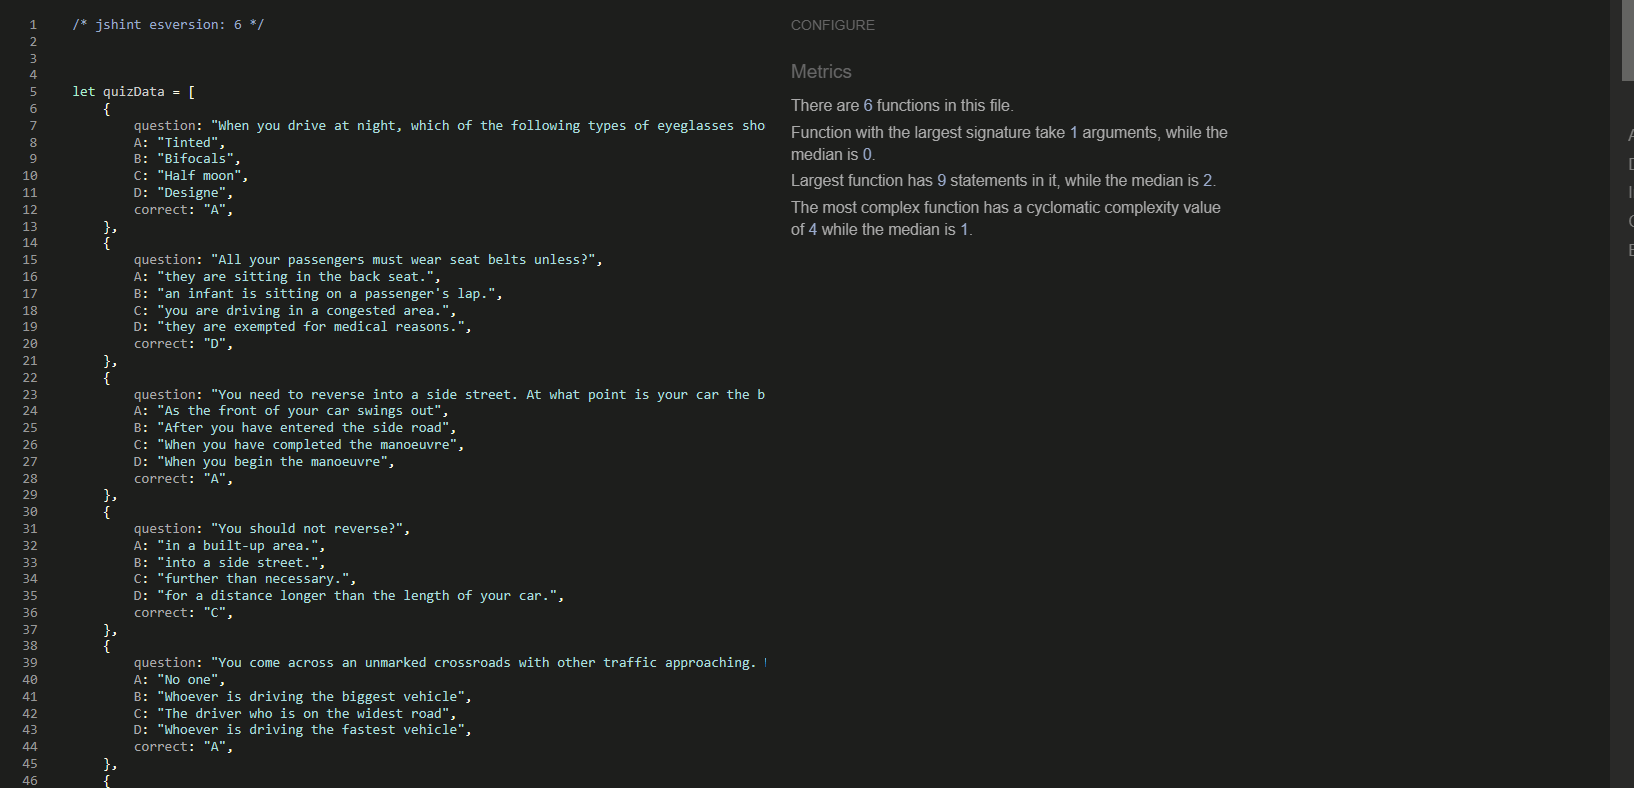 1 /* jshint esversion: 6 */
2
3
4
5 let quizData = [
6 {
7 question: "When you drive at night, which of the following types of eyeglasses sho
8 A: "Tinted",
9 B: "Bifocals",
10 C: "Half moon",
11 D: "Designe",
12 correct: "A",
13 },
14 {
15 question: "All your passengers must wear seat belts unless?",
16 A: "they are sitting in the back seat.",
17 B: "an infant is sitting on a passenger's lap.",
18 C: "you are driving in a congested area.",
19 D: "they are exempted for medical reasons.",
20 correct: "D",
21 },
22 {
23 question: "You need to reverse into a side street. At what point is your car the b
24 A: "As the front of your car swings out",
25 B: "After you have entered the side road",
26 C: "When you have completed the manoeuvre",
27 D: "When you begin the manoeuvre",
28 correct: "A",
29 },
30 {
31 question: "You should not reverse?",
32 A: "in a built-up area.",
33 B: "into a side street.",
34 C: "further than necessary.",
35 D: "for a distance longer than the length of your car.",
36 correct: "C",
37 },
38 {
39 question: "You come across an unmarked crossroads with other traffic approaching.
40 A: "No one",
41 B: "Whoever is driving the biggest vehicle",
42 C: "The driver who is on the widest road",
43 D: "Whoever is driving the fastest vehicle",
44 correct: "A",
45 },
46 {
CONFIGURE
Metrics
There are 6 functions in this file.
Function with the largest signature take 1 arguments, while the
median is 0.
Largest function has 9 statements in it, while the median is 2.
The most complex function has a cyclomatic complexity value
of 4 while the median is 1.